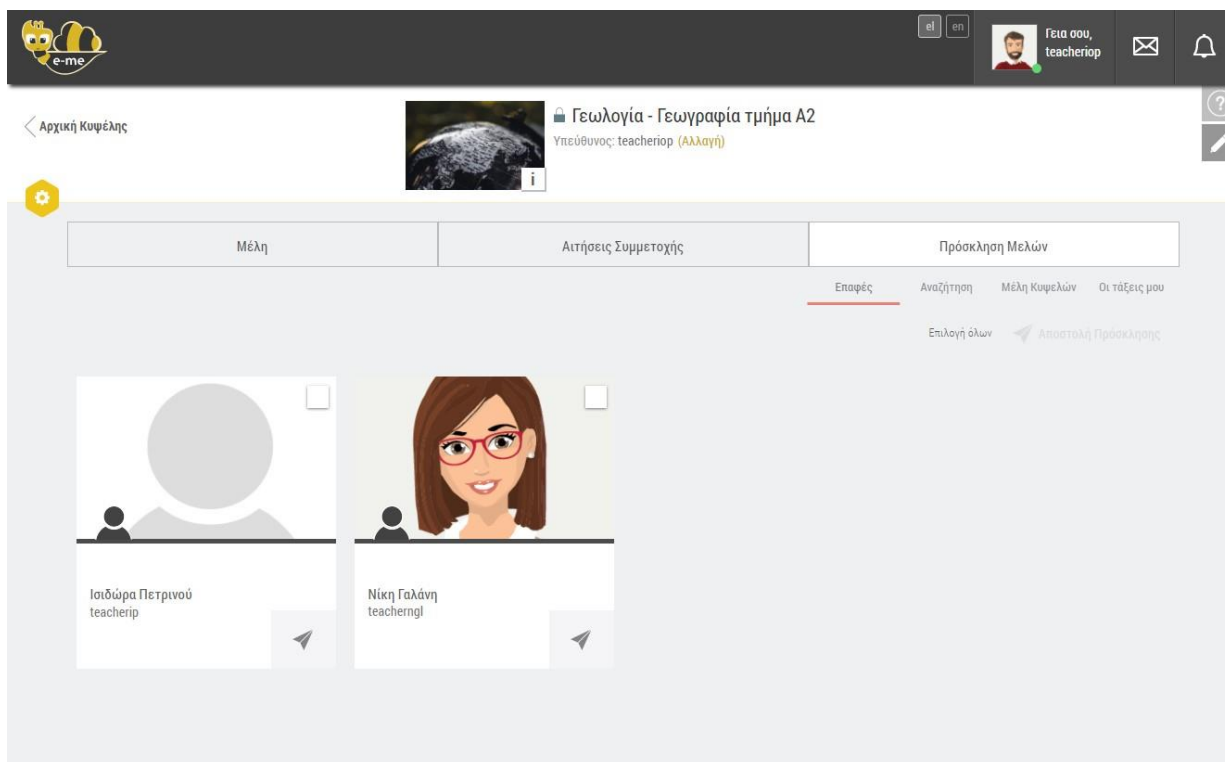 e-me
el en
Γεια σου,
teacheriop
?
Αρχική Κυψέλης
Γεωλογία - Γεωγραφία τμήμα Α2
Υπεύθυνος: teacheriop (Αλλαγή)
i
Μέλη Αιτήσεις Συμμετοχής Πρόσκληση Μελών
Επαφές Αναζήτηση Μέλη Κυψελών Οι τάξεις μου
Επιλογή όλων Αποστολή Πρόσκλησης
Ισιδώρα Πετρινού
teacherip
Νίκη Γαλάνη
teacherngl